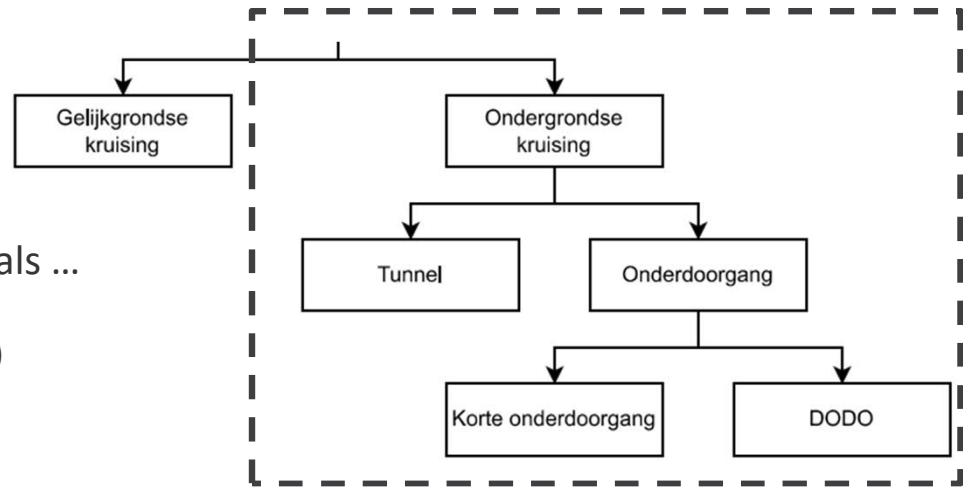 Gelijkgrondse
kruising
Ondergrondse
kruising
als ...
Tunnel
Onderdoorgang
)
Korte onderdoorgang
DODO